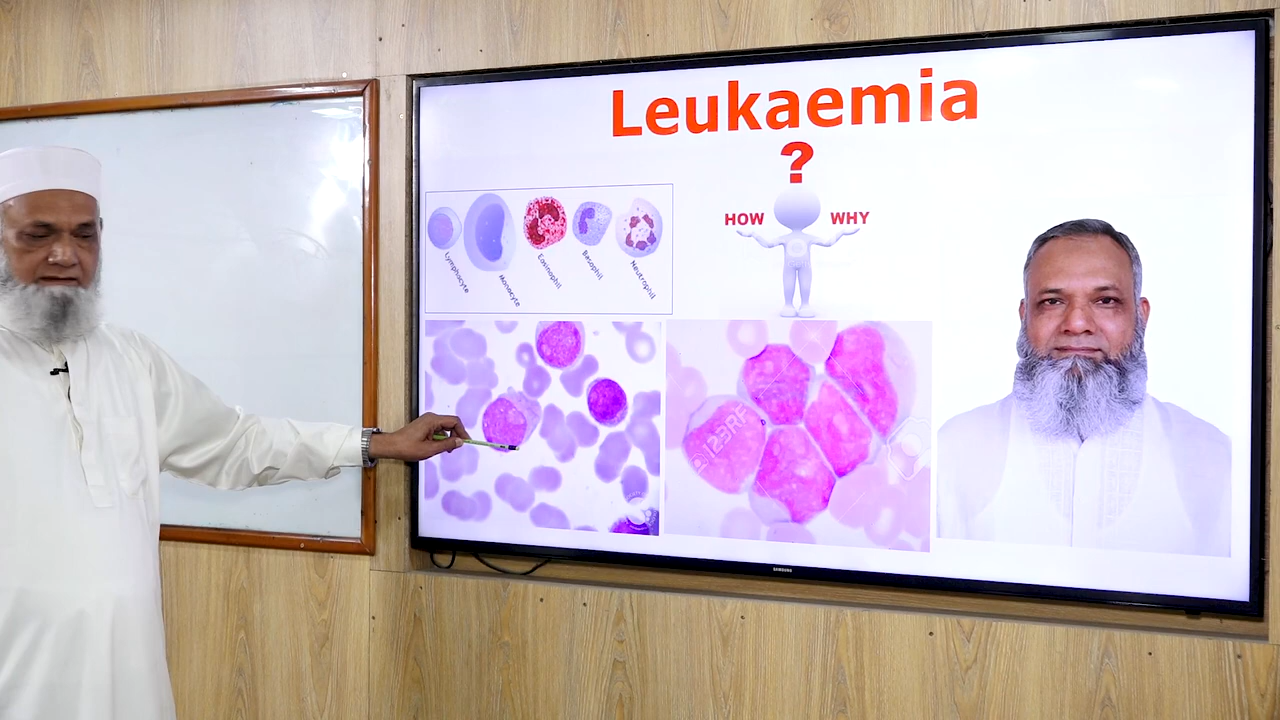 Leukaemia
?
HOW WHY
Lymphocyte
Monocyte
Eosinophil
Basophil
Neutrophil
123RF
SAMSUNG